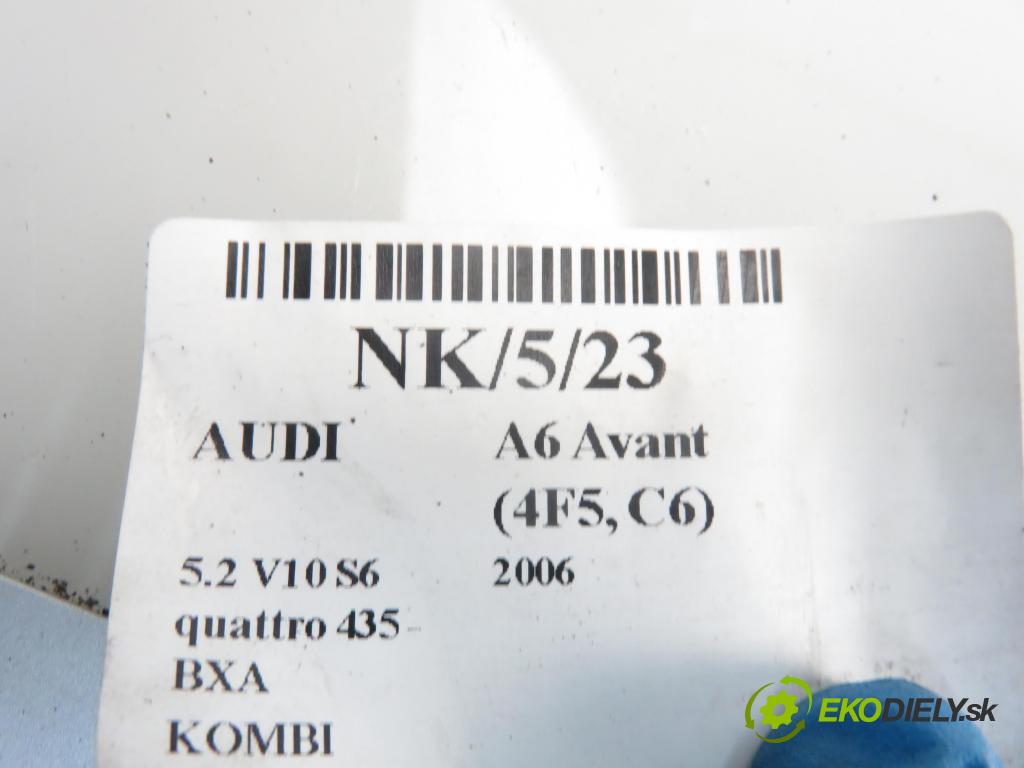 NK/5/23
AUDI A6 Avant
(4F5, C6)
5.2 V10 S6 2006
quattro 435-
BXA
KOMBI
EKODIELY.sk